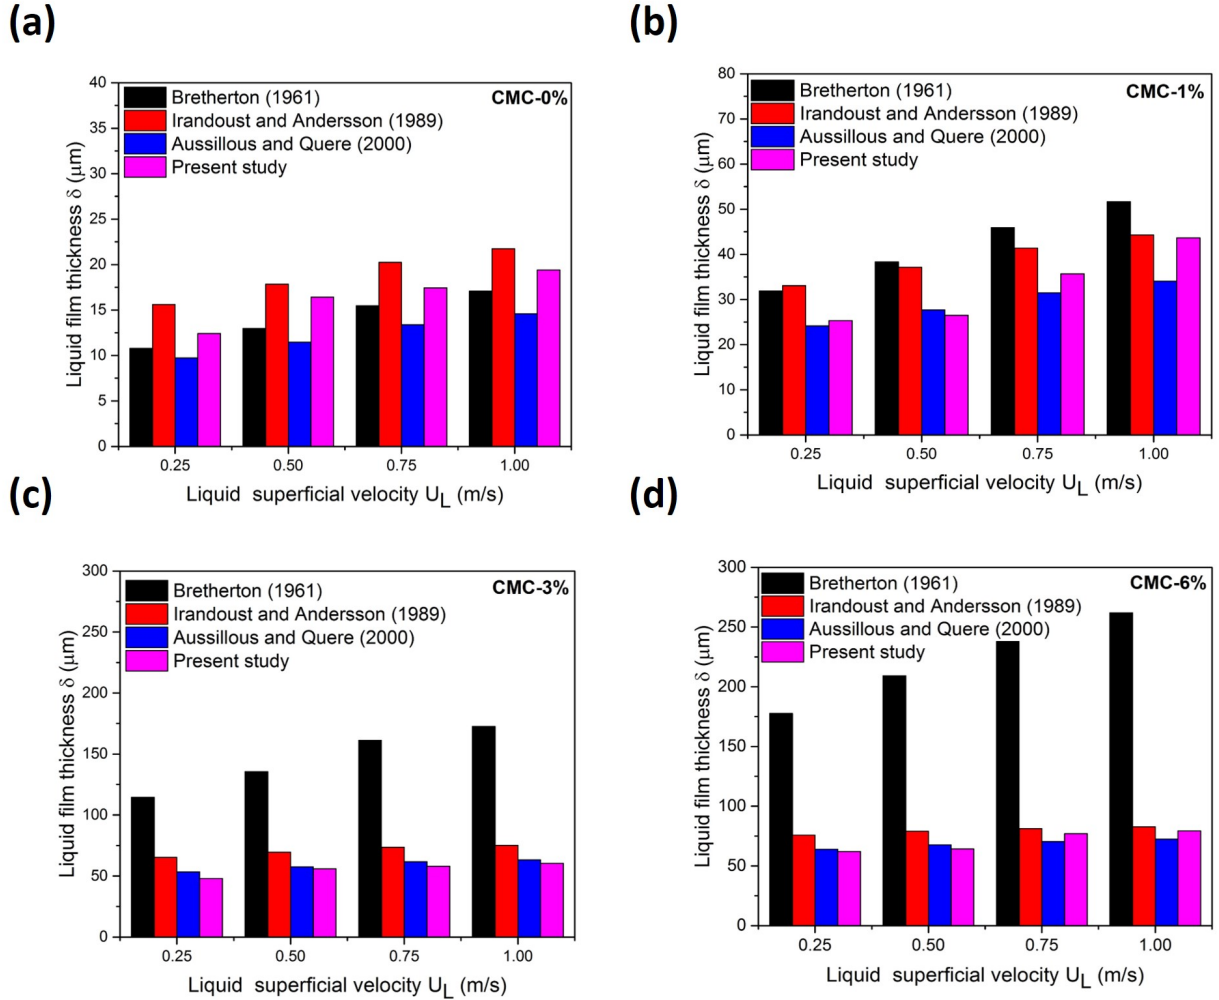 (a)
40
35
30
25
20
15
10
5
0
Liquid film thickness δ (μm)
Bretherton (1961)
Irandoust and Andersson (1989)
Aussillous and Quere (2000)
Present study
CMC-0%
0.25 0.50 0.75 1.00
Liquid superficial velocity U_L (m/s)
(b)
80
70
60
50
40
30
20
10
0
Liquid film thickness δ (μm)
Bretherton (1961)
Irandoust and Andersson (1989)
Aussillous and Quere (2000)
Present study
CMC-1%
0.25 0.50 0.75 1.00
Liquid superficial velocity U_L (m/s)
(c)
300
250
200
150
100
50
0
Liquid film thickness δ (μm)
Bretherton (1961)
Irandoust and Andersson (1989)
Aussillous and Quere (2000)
Present study
CMC-3%
0.25 0.50 0.75 1.00
Liquid superficial velocity U_L (m/s)
(d)
300
250
200
150
100
50
0
Liquid film thickness δ (μm)
Bretherton (1961)
Irandoust and Andersson (1989)
Aussillous and Quere (2000)
Present study
CMC-6%
0.25 0.50 0.75 1.00
Liquid superficial velocity U_L (m/s)